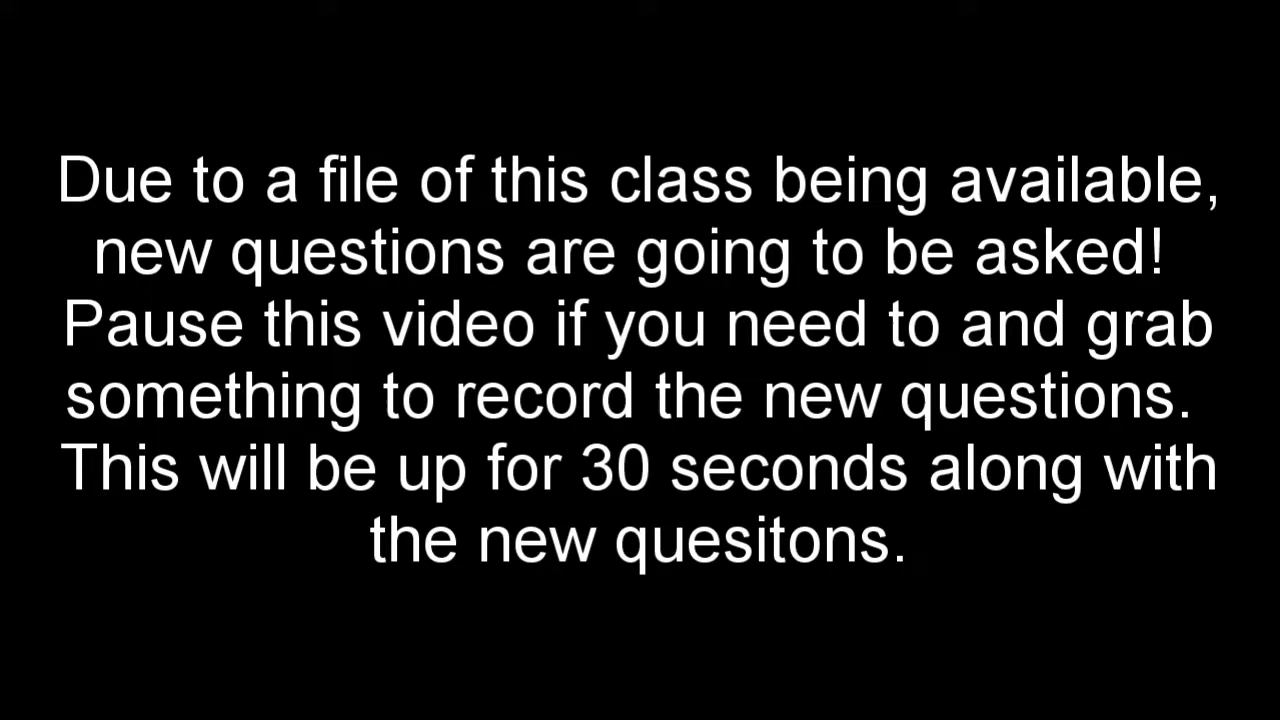 Due to a file of this class being available,
new questions are going to be asked!
Pause this video if you need to and grab
something to record the new questions.
This will be up for 30 seconds along with
the new quesitons.